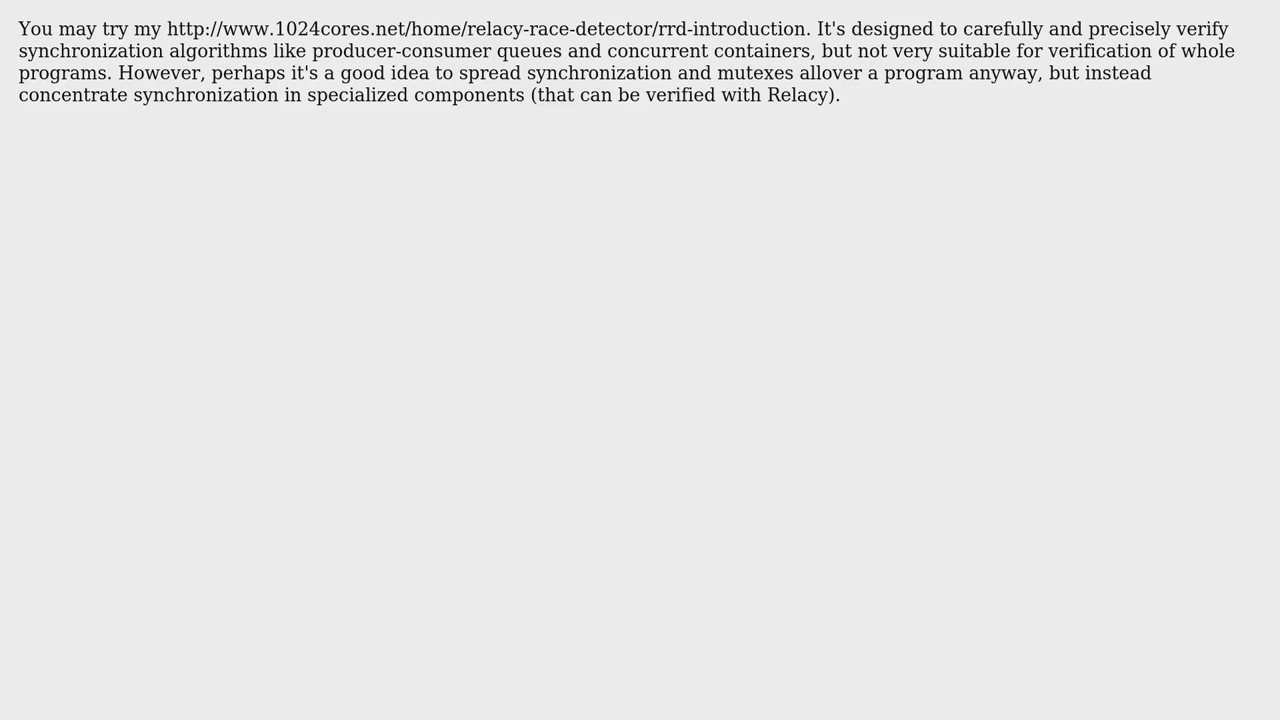 You may try my http://www.1024cores.net/home/relacy-race-detector/rrd-introduction. It's designed to carefully and precisely verify
synchronization algorithms like producer-consumer queues and concurrent containers, but not very suitable for verification of whole
programs. However, perhaps it's a good idea to spread synchronization and mutexes allover a program anyway, but instead
concentrate synchronization in specialized components (that can be verified with Relacy).